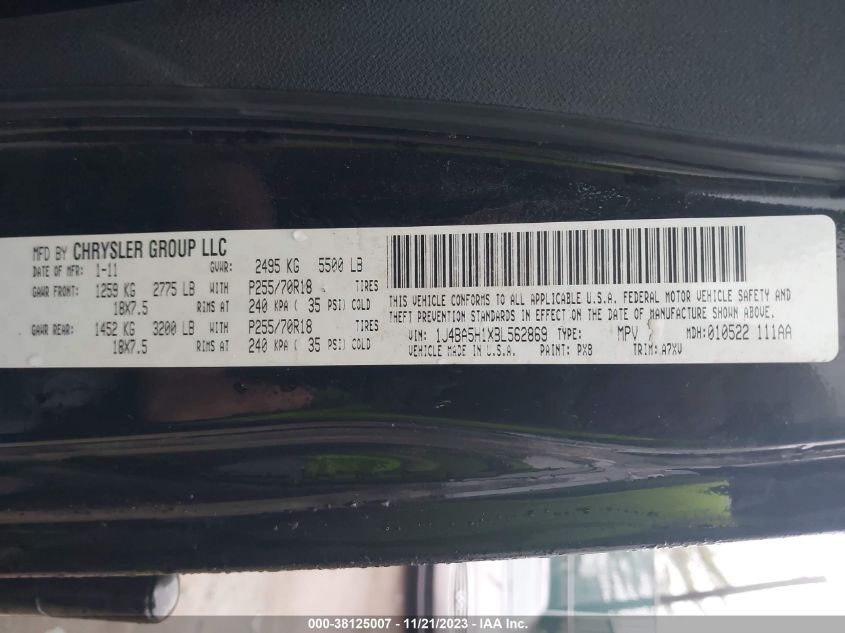 MFD BY CHRYSLER GROUP LLC
DATE OF MFR: 1-11 GVWR: 2495 KG 5500 LB
GAWR FRONT: 1259 KG 2775 LB WITH P255/70R18 TIRES
18X7.5 RIMS AT 240 KPA ( 35 PSI) COLD
GAWR REAR: 1452 KG 3200 LB WITH P255/70R18 TIRES
18X7.5 RIMS AT 240 KPA ( 35 PSI) COLD
THIS VEHICLE CONFORMS TO ALL APPLICABLE U.S.A. FEDERAL MOTOR VEHICLE SAFETY AND
THEFT PREVENTION STANDARDS IN EFFECT ON THE DATE OF MANUFACTURE SHOWN ABOVE.
VIN: 1J4BA5H1XBL562869 TYPE: MPV MDH: 010522 111AA
VEHICLE MADE IN U.S.A. PAINT: PX8 TRIM: A7XV
000-38125007 - 11/21/2023 - IAA Inc.